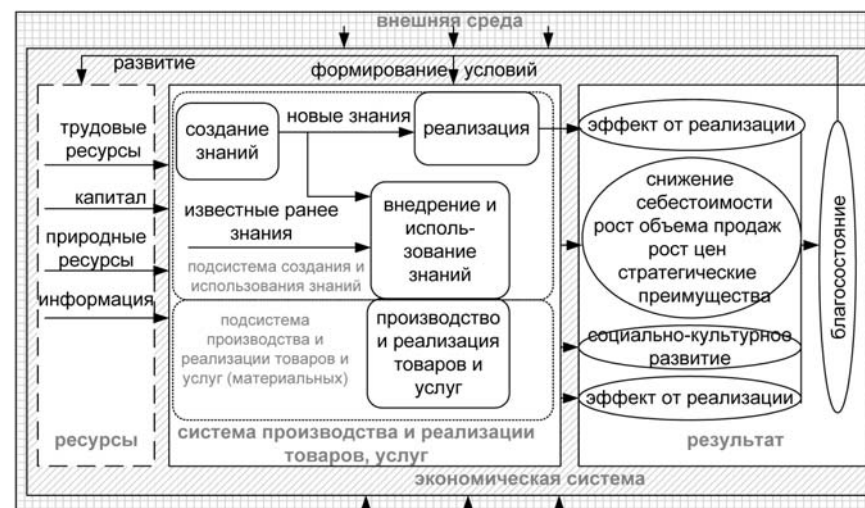 внешняя среда
развитие
формирование условий
трудовые
ресурсы
капитал
природные
ресурсы
информация
ресурсы
создание
знаний
новые знания
реализация
известные ранее
знания
внедрение и
исполь-
зование
знаний
подсистема создания и
использования знаний
подсистема
производства и
реализации товаров и
услуг (материальных)
производство
и реализация
товаров и
услуг
система производства и реализации
товаров, услуг
эффект от реализации
снижение
себестоимости
рост объема продаж
рост цен
стратегические
преимущества
социально-культурное
развитие
эффект от реализации
результат
благосостояние
экономическая система